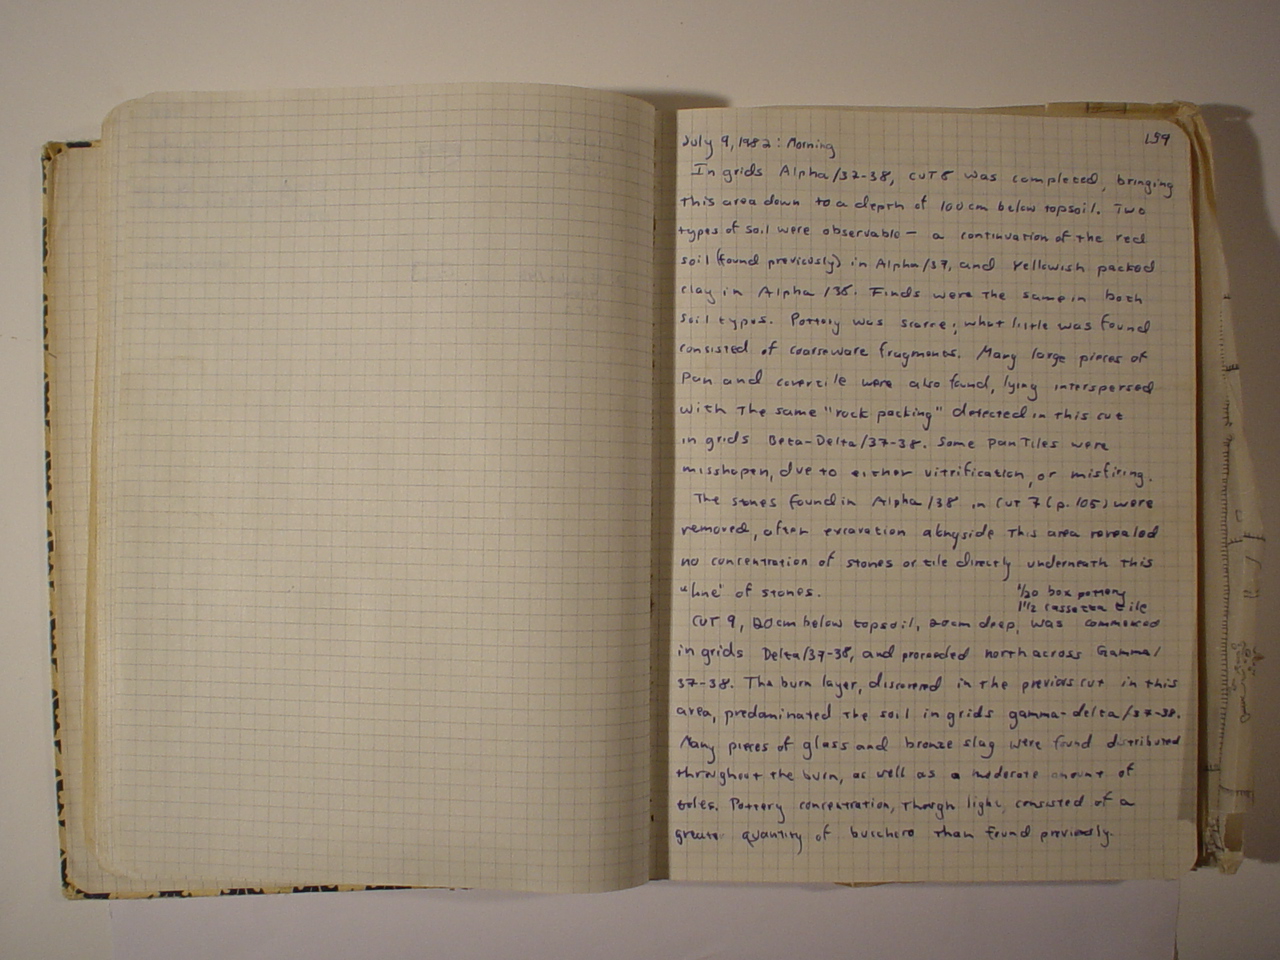 159
July 9, 1982: Morning
In grids Alpha/37-38, cut 8 was completed, bringing
this area down to a depth of 100cm below topsoil. Two
types of soil were observable - a continuation of the red
soil (found previously) in Alpha/37, and Yellowish packed
clay in Alpha/38. Finds were the same in both
soil types. Pottery was scarce; what little was found
consisted of coarseware fragments. Many large pieces of
Pan and covertile were also found, lying interspersed
with the same "rock packing" detected in this cut
in grids Beta-Delta/37-38. Some Pan Tiles were
misshapen, due to either vitrification, or misfiring.
The stones found in Alpha/38 in cut 7 (p. 105) were
removed, after excavation alongside this area revealed
no concentration of stones or tile directly underneath this
"line" of stones.
1/20 box pottery
1 1/2 cassetta tile
Cut 9, 120cm below topsoil, 20cm deep, was commenced
in grids Delta/37-38, and proceeded north across Gamma/
37-38. The burn layer, discovered in the previous cut in this
area, predominated the soil in grids gamma-delta/37-38.
Many pieces of glass and bronze slag were found distributed
throughout the burn, as well as a moderate amount of
tiles. Pottery concentration, though light, consisted of a
greater quantity of bucchero than found previously.